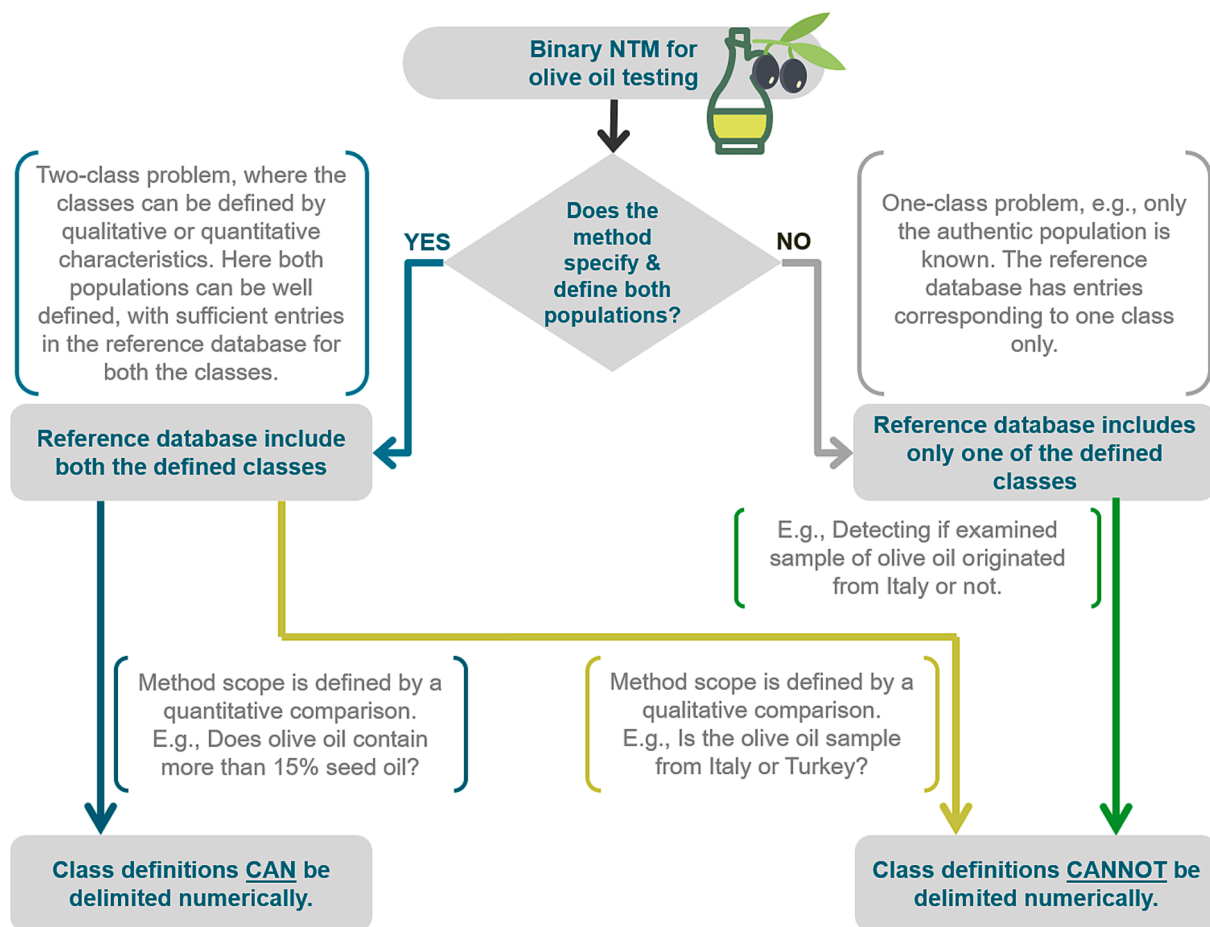 Binary NTM for
olive oil testing
Two-class problem, where the
classes can be defined by
qualitative or quantitative
characteristics. Here both
populations can be well
defined, with sufficient entries
in the reference database for
both the classes.
YES
Does the
method
specify &
define both
populations?
NO
One-class problem, e.g., only
the authentic population is
known. The reference
database has entries
corresponding to one class
only.
Reference database include
both the defined classes
Reference database includes
only one of the defined
classes
E.g., Detecting if examined
sample of olive oil originated
from Italy or not.
Method scope is defined by a
quantitative comparison.
E.g., Does olive oil contain
more than 15% seed oil?
Method scope is defined by a
qualitative comparison.
E.g., Is the olive oil sample
from Italy or Turkey?
Class definitions CAN be
delimited numerically.
Class definitions CANNOT be
delimited numerically.